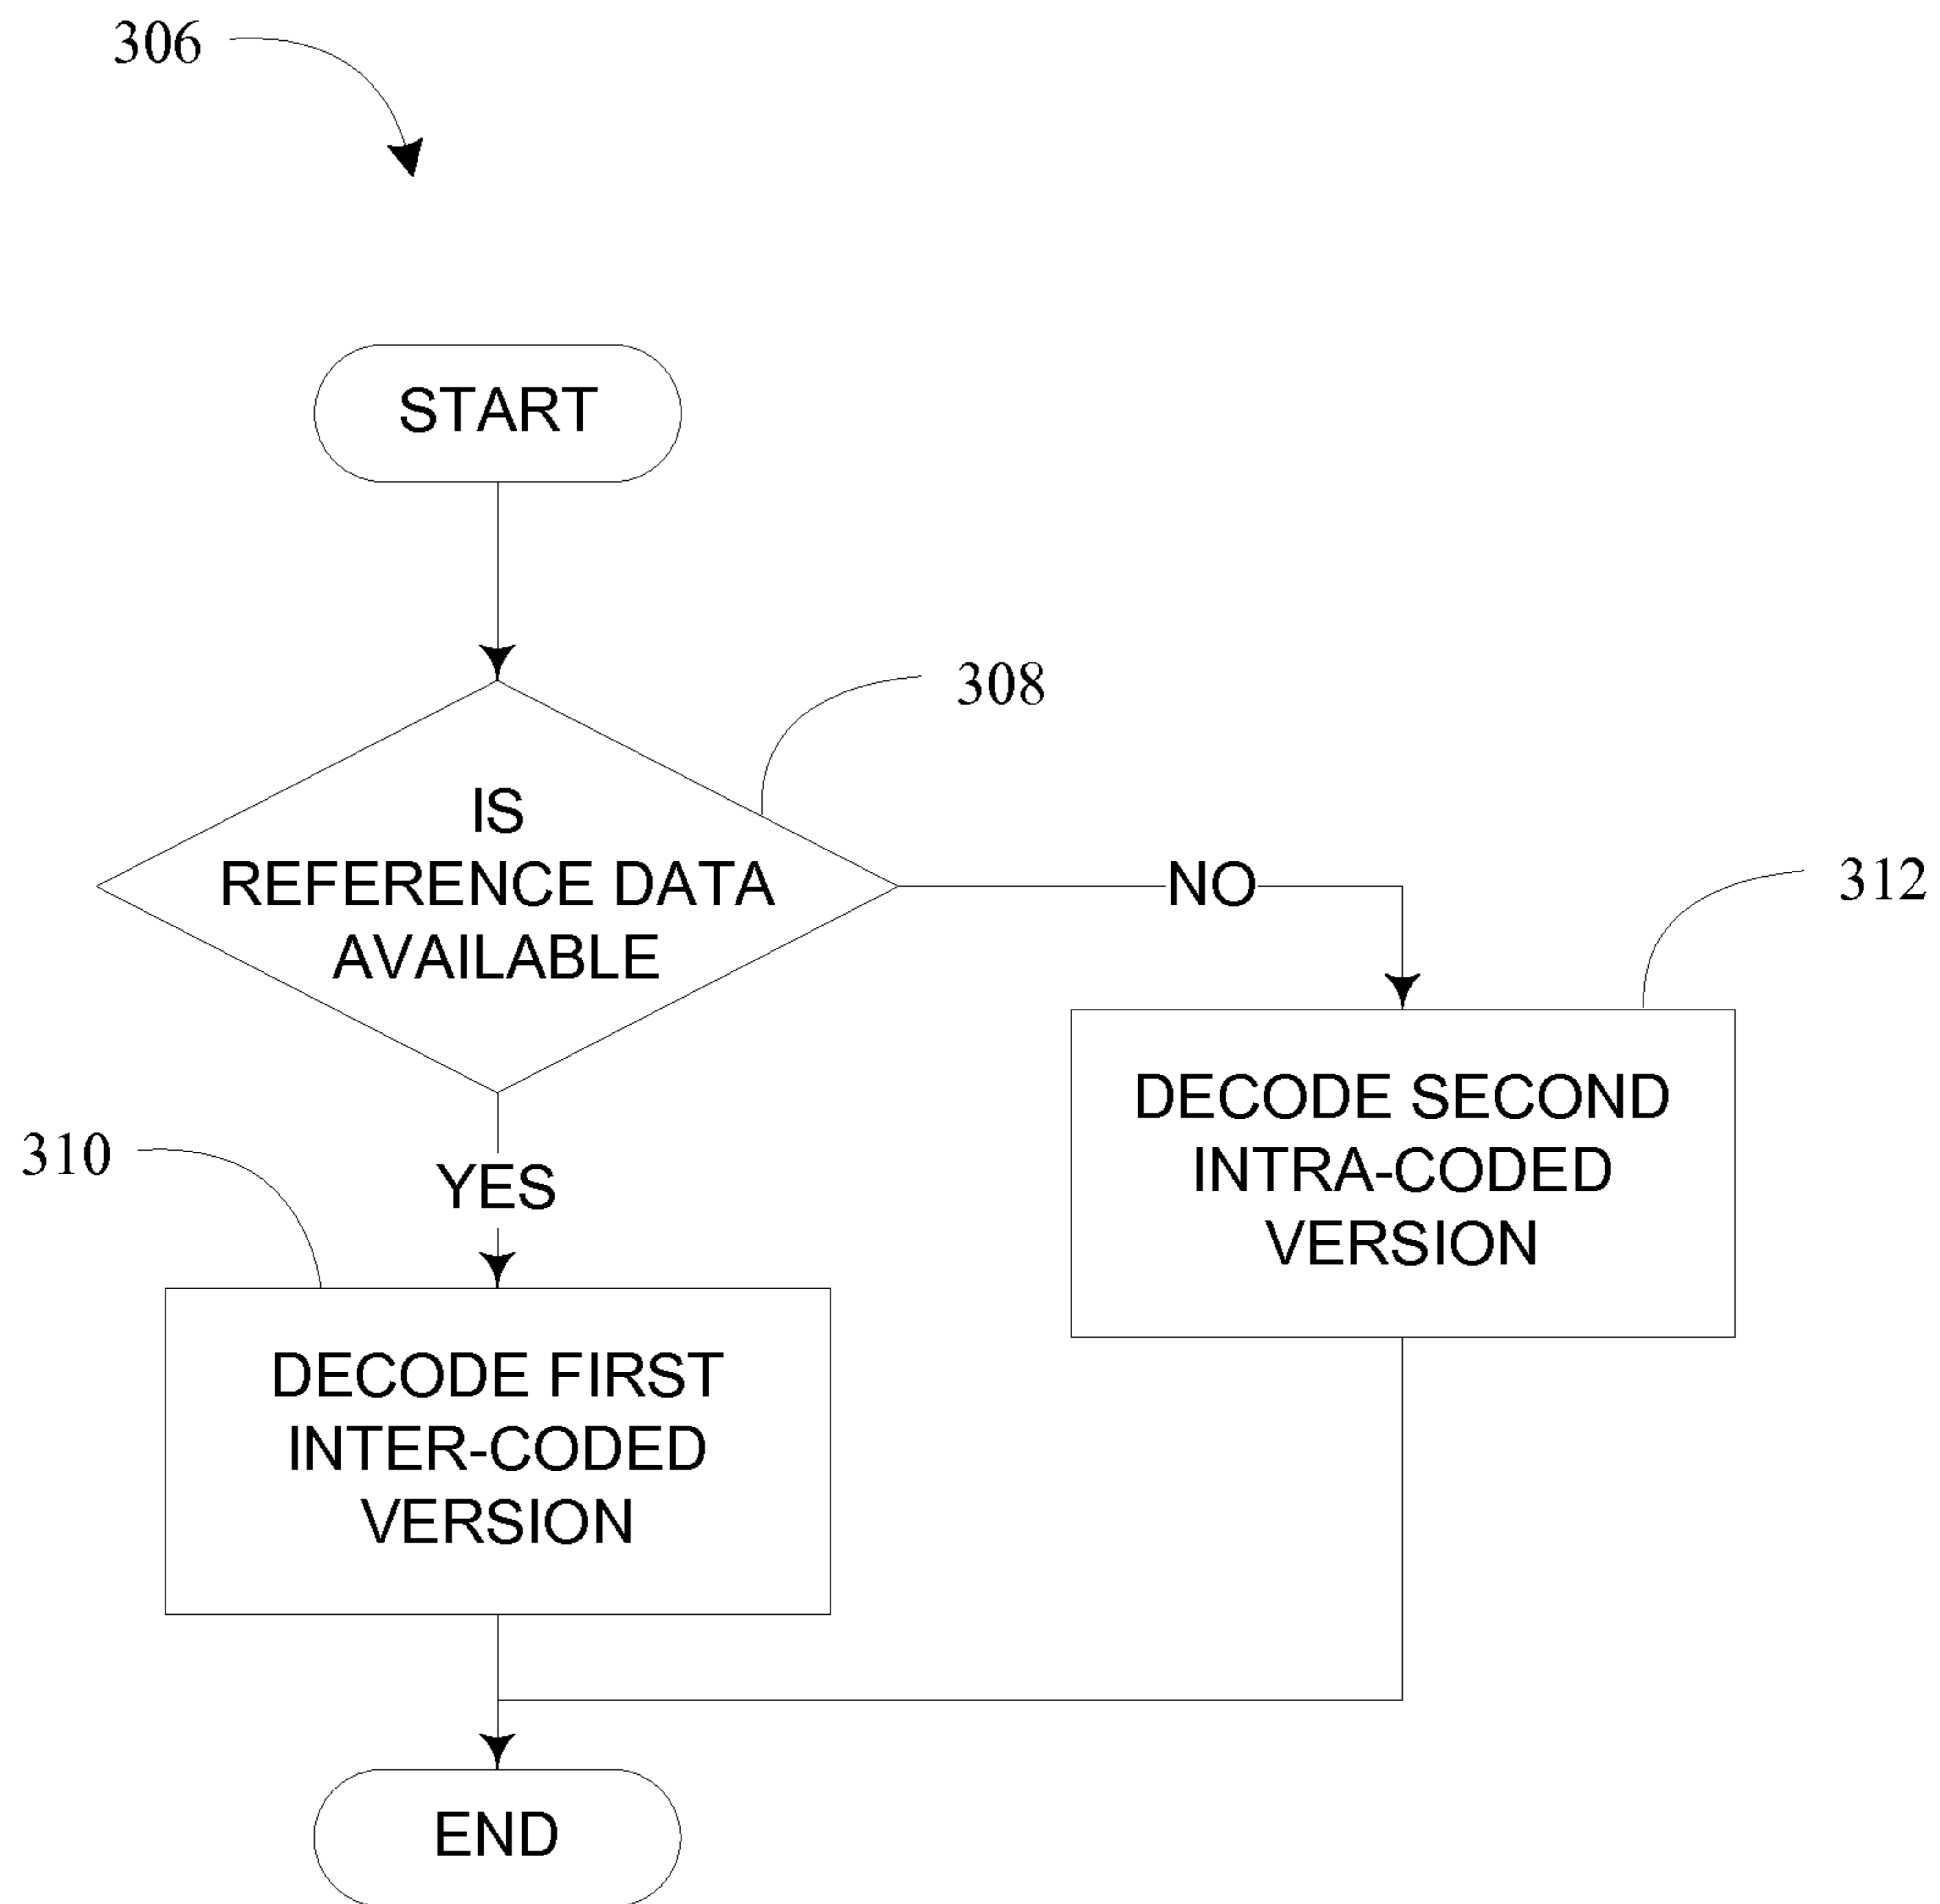 306
START
308
IS
REFERENCE DATA
AVAILABLE
NO
312
DECODE SECOND
INTRA-CODED
VERSION
310
YES
DECODE FIRST
INTER-CODED
VERSION
END